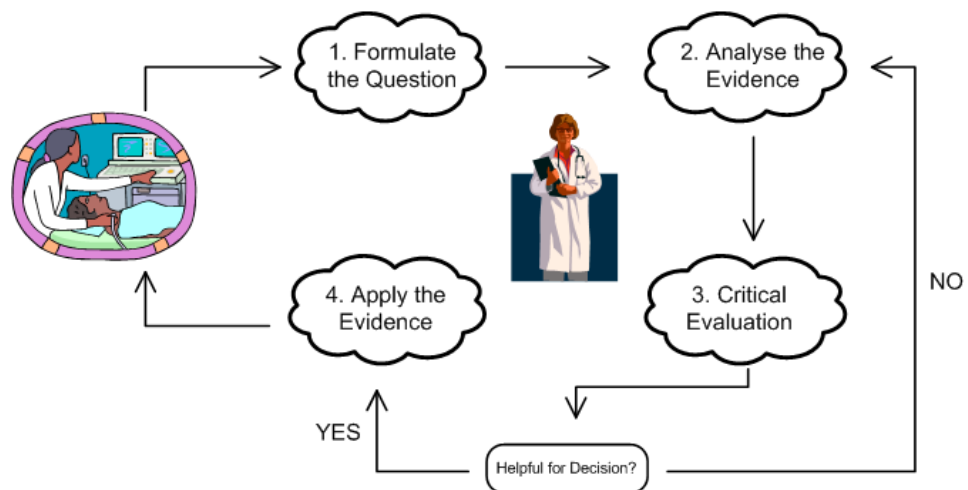 1. Formulate
the Question
2. Analyse the
Evidence
3. Critical
Evaluation
4. Apply the
Evidence
NO
YES
Helpful for Decision?